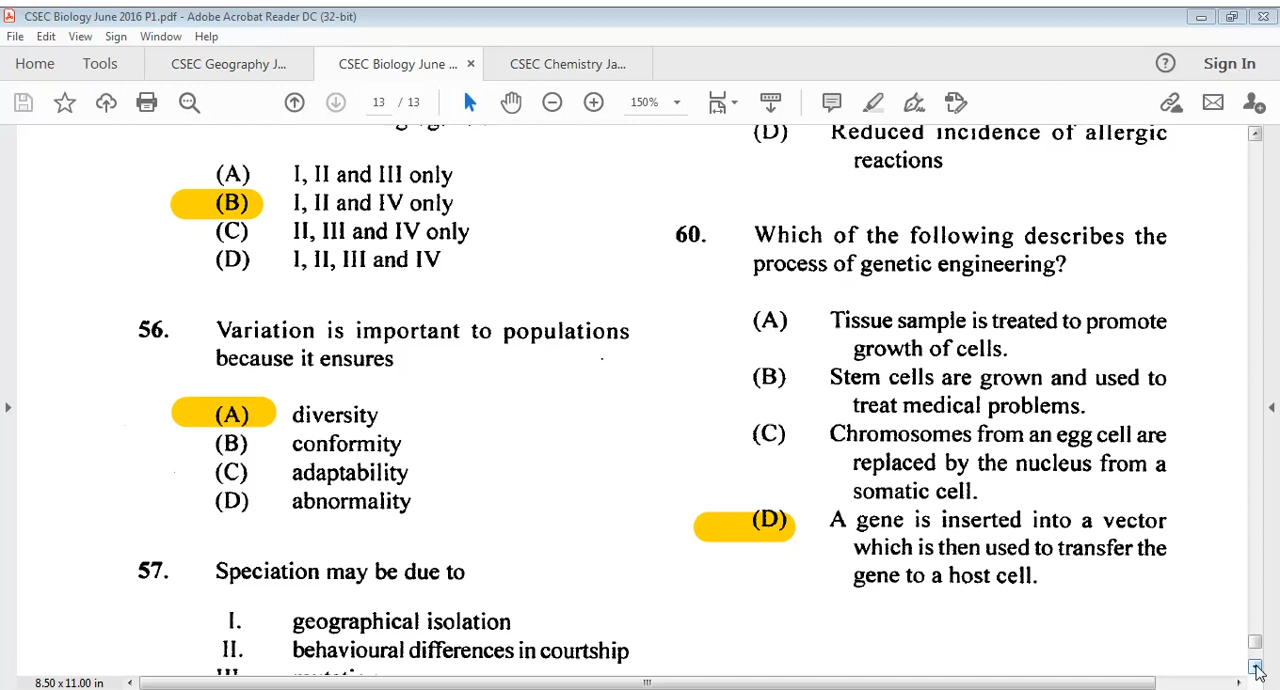 CSEC Biology June 2016 P1.pdf - Adobe Acrobat Reader DC (32-bit)
File Edit View Sign Window Help
Home Tools CSEC Geography J... CSEC Biology June ... × CSEC Chemistry Ja... Sign In
13 / 13 150%
(A) I, II and III only
(B) I, II and IV only
(C) II, III and IV only
(D) I, II, III and IV
56. Variation is important to populations
because it ensures
(A) diversity
(B) conformity
(C) adaptability
(D) abnormality
57. Speciation may be due to
I. geographical isolation
II. behavioural differences in courtship
III.
(D) Reduced incidence of allergic
reactions
60. Which of the following describes the
process of genetic engineering?
(A) Tissue sample is treated to promote
growth of cells.
(B) Stem cells are grown and used to
treat medical problems.
(C) Chromosomes from an egg cell are
replaced by the nucleus from a
somatic cell.
(D) A gene is inserted into a vector
which is then used to transfer the
gene to a host cell.
8.50 x 11.00 in